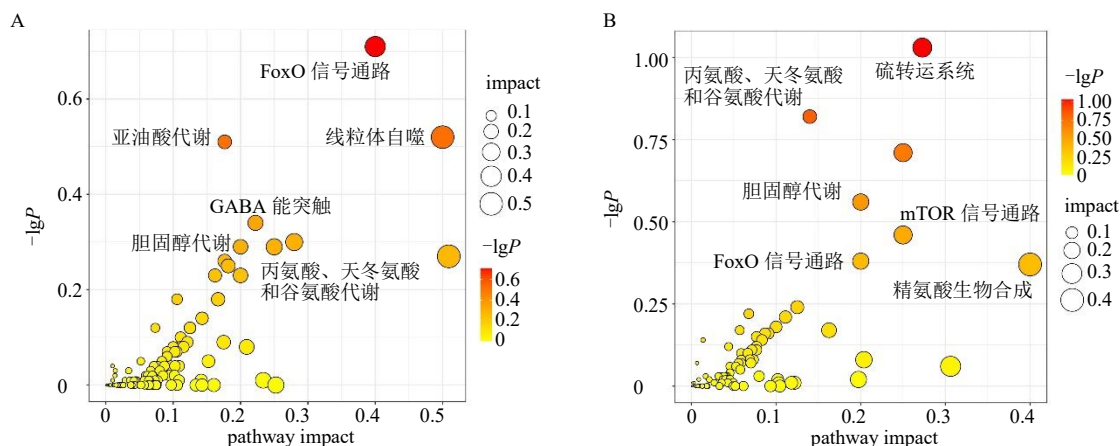 A
−lgP
0.6
0.4
0.2
0
FoxO 信号通路
亚油酸代谢
线粒体自噬
GABA 能突触
胆固醇代谢
丙氨酸、天冬氨酸
和谷氨酸代谢
0
0.1
0.2
0.3
0.4
0.5
pathway impact
impact
0.1
0.2
0.3
0.4
0.5
−lgP
0.6
0.4
0.2
0
B
−lgP
1.00
0.75
0.50
0.25
0
硫转运系统
丙氨酸、天冬氨酸
和谷氨酸代谢
胆固醇代谢
mTOR 信号通路
FoxO 信号通路
精氨酸生物合成
0
0.1
0.2
0.3
0.4
pathway impact
−lgP
1.00
0.75
0.50
0.25
0
impact
0.1
0.2
0.3
0.4